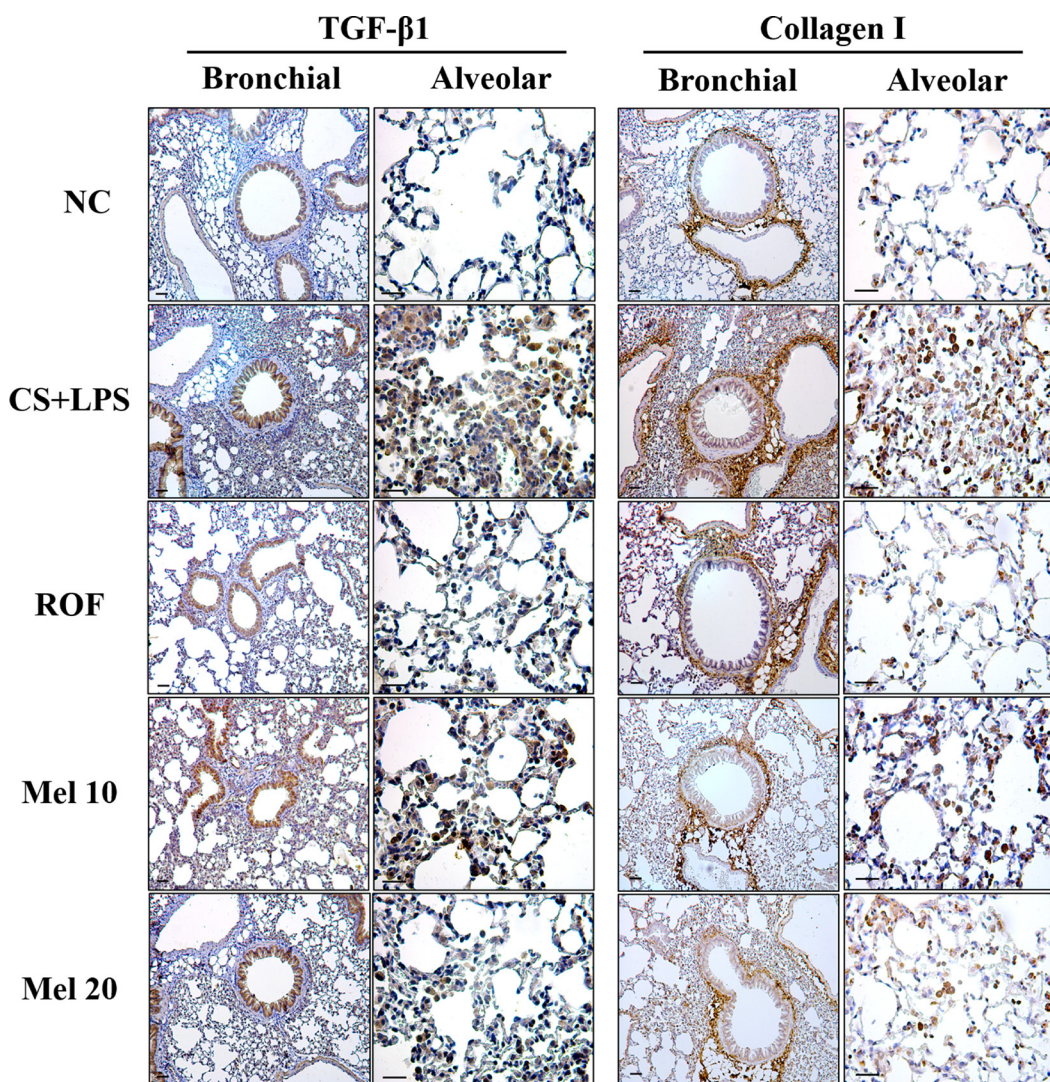 TGF-β1 Collagen I
Bronchial Alveolar Bronchial Alveolar
NC
CS+LPS
ROF
Mel 10
Mel 20